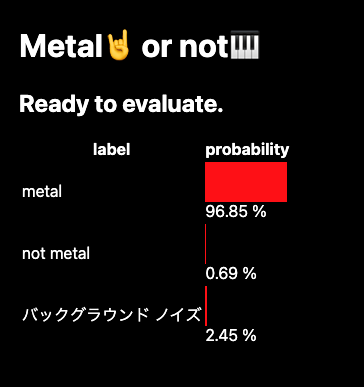 Metal🤘 or not🎹
Ready to evaluate.
label probability
metal
96.85 %
not metal
0.69 %
バックグラウンド ノイズ
2.45 %